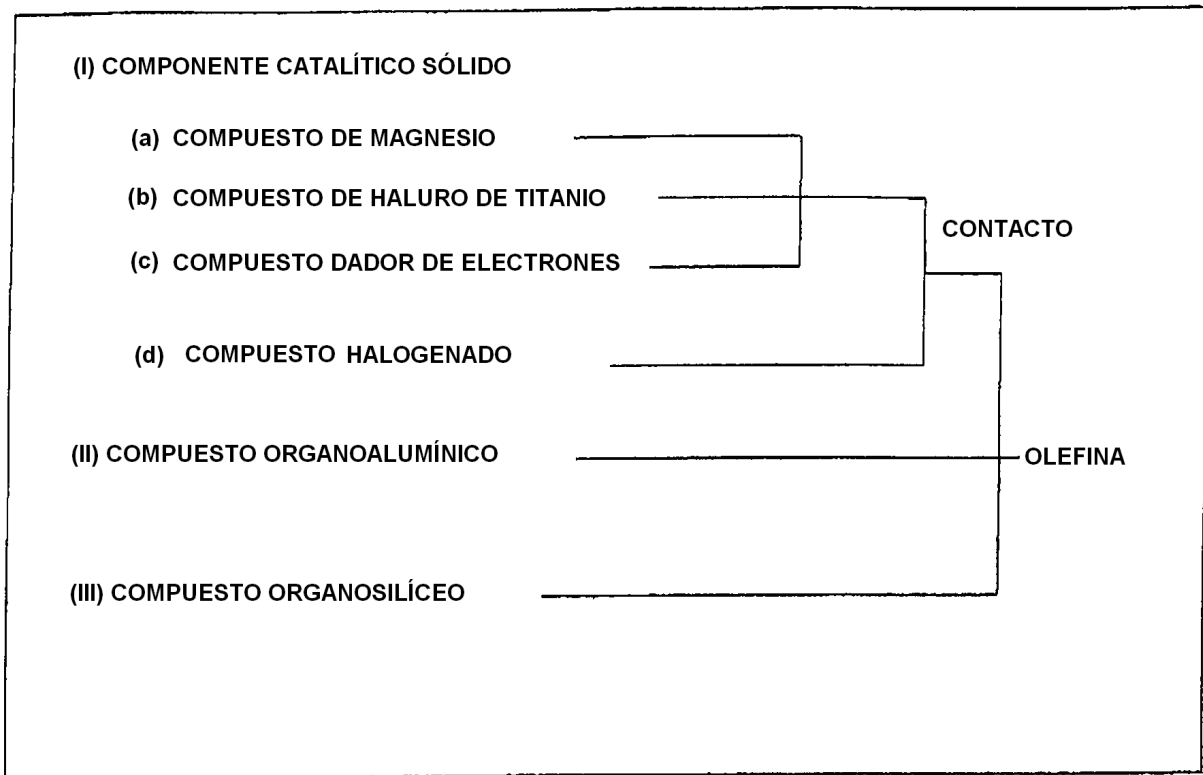 (I) COMPONENTE CATALÍTICO SÓLIDO
(a) COMPUESTO DE MAGNESIO
(b) COMPUESTO DE HALURO DE TITANIO
CONTACTO
(c) COMPUESTO DADOR DE ELECTRONES
(d) COMPUESTO HALOGENADO
(II) COMPUESTO ORGANOALUMÍNICO
OLEFINA
(III) COMPUESTO ORGANOSILÍCEO